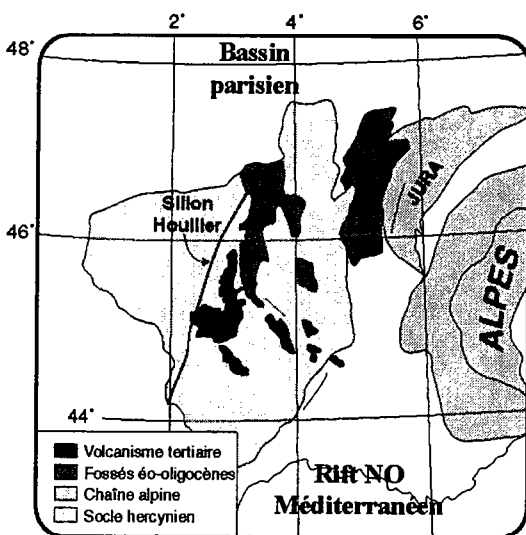 2° 4° 6°
48°
Bassin
parisien
JURA
Sillon
Houiller
46°
ALPES
44°
Volcanisme tertiaire
Fossés éo-oligocènes
Chaîne alpine
Socle hercynien
Rift NO
Méditerranéen